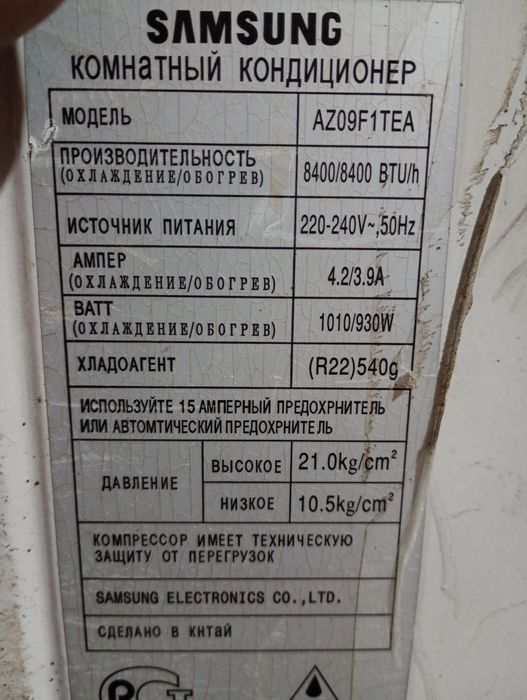 SAMSUNG
КОМНАТНЫЙ КОНДИЦИОНЕР
МОДЕЛЬ AZ09F1TEA
ПРОИЗВОДИТЕЛЬНОСТЬ
(ОХЛАЖДЕНИЕ/ОБОГРЕВ) 8400/8400 BTU/h
ИСТОЧНИК ПИТАНИЯ 220-240V~,50Hz
АМПЕР
(ОХЛАЖДЕНИЕ/ОБОГРЕВ) 4.2/3.9A
ВАТТ
(ОХЛАЖДЕНИЕ/ОБОГРЕВ) 1010/930W
ХЛАДОАГЕНТ (R22)540g
ИСПОЛЬЗУЙТЕ 15 АМПЕРНЫЙ ПРЕДОХРНИТЕЛЬ
ИЛИ АВТОМТИЧЕСКИЙ ПРЕДОХРНИТЕЛЬ
ДАВЛЕНИЕ ВЫСОКОЕ 21.0kg/cm²
НИЗКОЕ 10.5kg/cm²
КОМПРЕССОР ИМЕЕТ ТЕХНИЧЕСКУЮ
ЗАЩИТУ ОТ ПЕРЕГРУЗОК
SAMSUNG ELECTRONICS CO.,LTD.
СДЕЛАНО В КНТАЙ